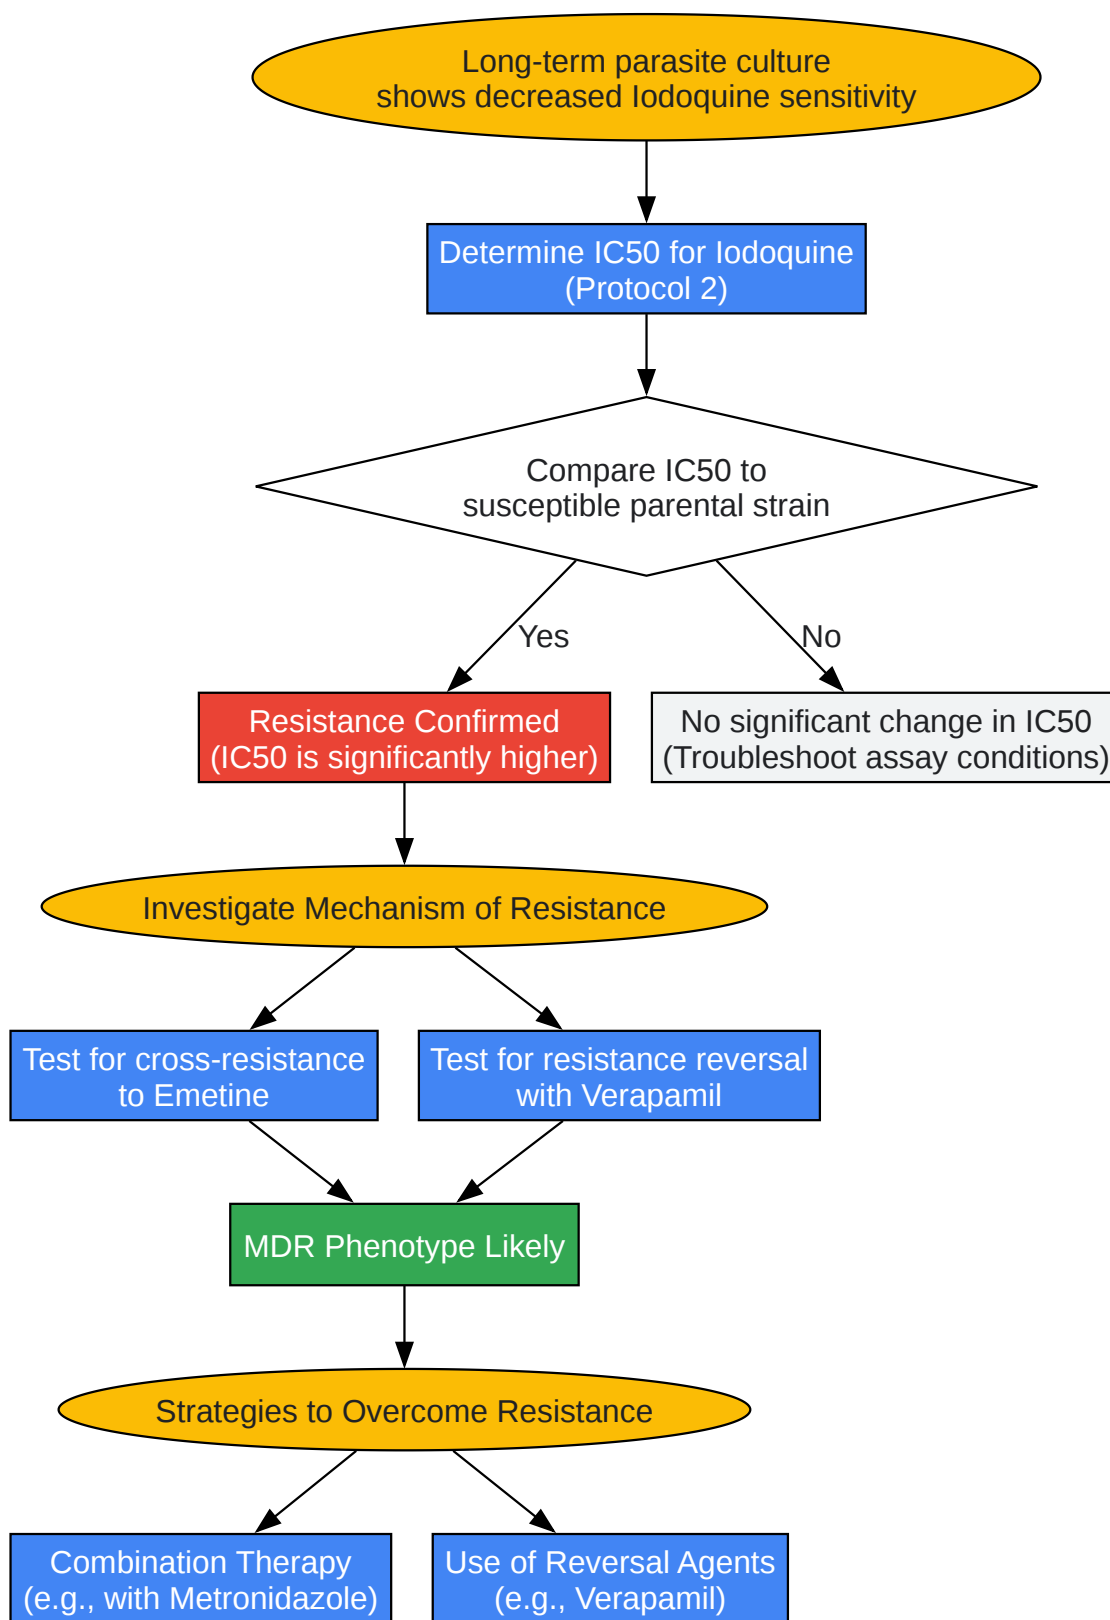 Long-term parasite culture
shows decreased Iodoquine sensitivity
Determine IC50 for Iodoquine
(Protocol 2)
Compare IC50 to
susceptible parental strain
Yes
No
Resistance Confirmed
(IC50 is significantly higher)
No significant change in IC50
(Troubleshoot assay conditions)
Investigate Mechanism of Resistance
Test for cross-resistance
to Emetine
Test for resistance reversal
with Verapamil
MDR Phenotype Likely
Strategies to Overcome Resistance
Combination Therapy
(e.g., with Metronidazole)
Use of Reversal Agents
(e.g., Verapamil)